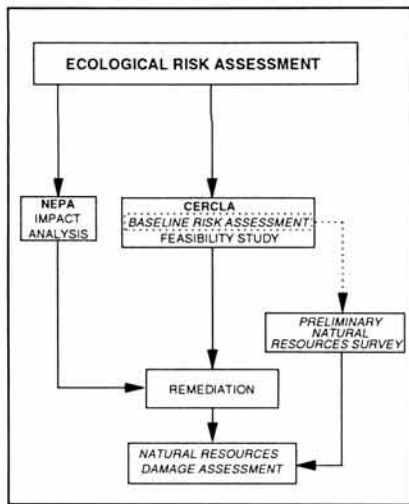 ECOLOGICAL RISK ASSESSMENT
NEPA
IMPACT
ANALYSIS
CERCLA
BASELINE RISK ASSESSMENT
FEASIBILITY STUDY
PRELIMINARY
NATURAL
RESOURCES SURVEY
REMEDIATION
NATURAL RESOURCES
DAMAGE ASSESSMENT